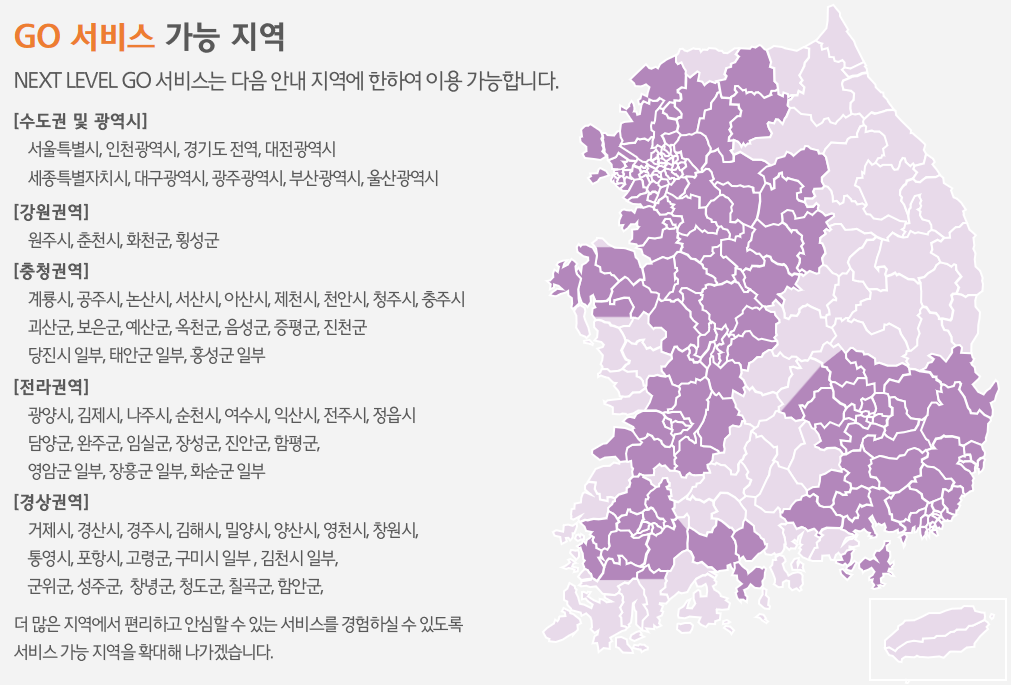 GO 서비스 가능 지역
NEXT LEVEL GO 서비스는 다음 안내 지역에 한하여 이용 가능합니다.
[수도권 및 광역시]
서울특별시, 인천광역시, 경기도 전역, 대전광역시
세종특별자치시, 대구광역시, 광주광역시, 부산광역시, 울산광역시
[강원권역]
원주시, 춘천시, 화천군, 횡성군
[충청권역]
계룡시, 공주시, 논산시, 서산시, 아산시, 제천시, 천안시, 청주시, 충주시
괴산군, 보은군, 예산군, 옥천군, 음성군, 증평군, 진천군
당진시 일부, 태안군 일부, 홍성군 일부
[전라권역]
광양시, 김제시, 나주시, 순천시, 여수시, 익산시, 전주시, 정읍시
담양군, 완주군, 임실군, 장성군, 진안군, 함평군,
영암군 일부, 장흥군 일부, 화순군 일부
[경상권역]
거제시, 경산시, 경주시, 김해시, 밀양시, 양산시, 영천시, 창원시,
통영시, 포항시, 고령군, 구미시 일부 , 김천시 일부,
군위군, 성주군, 창녕군, 청도군, 칠곡군, 함안군,
더 많은 지역에서 편리하고 안심할 수 있는 서비스를 경험하실 수 있도록
서비스 가능 지역을 확대해 나가겠습니다.